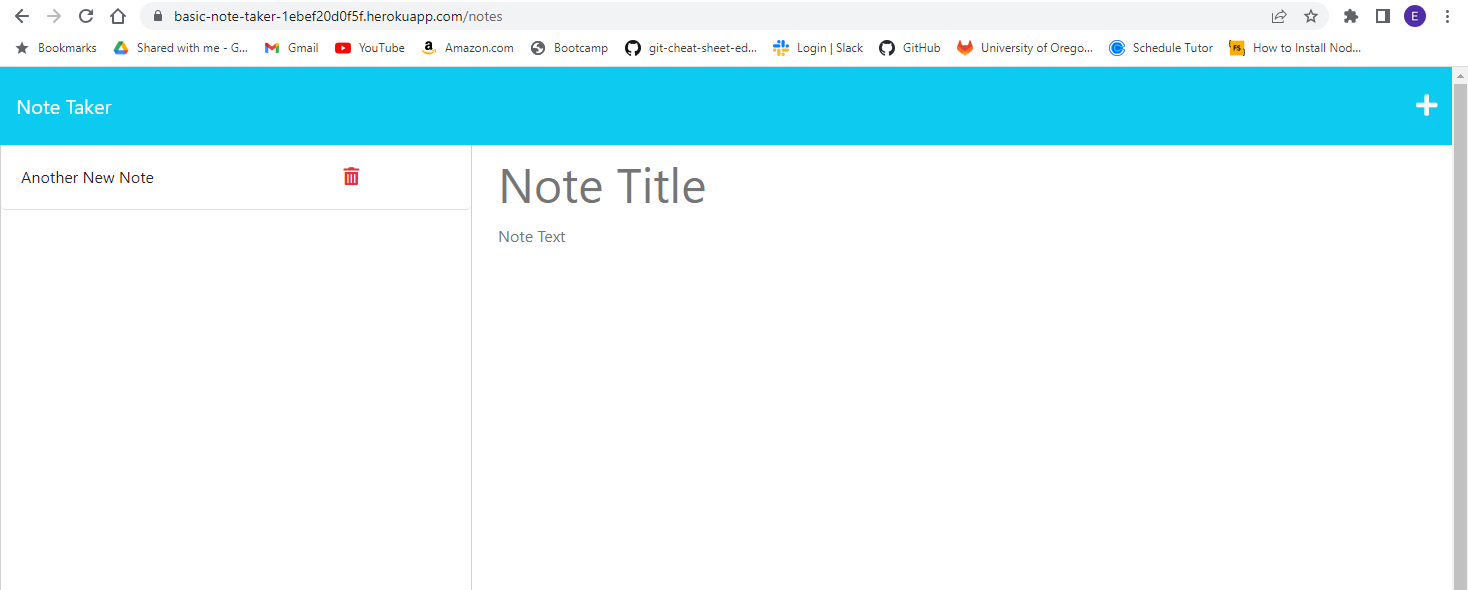 basic-note-taker-1ebef20d0f5f.herokuapp.com/notes
E
Bookmarks Shared with me - G... Gmail YouTube a Amazon.com Bootcamp git-cheat-sheet-ed... Login | Slack GitHub University of Orego... Schedule Tutor FS How to Install Nod...
Note Taker
Another New Note
Note Title
Note Text